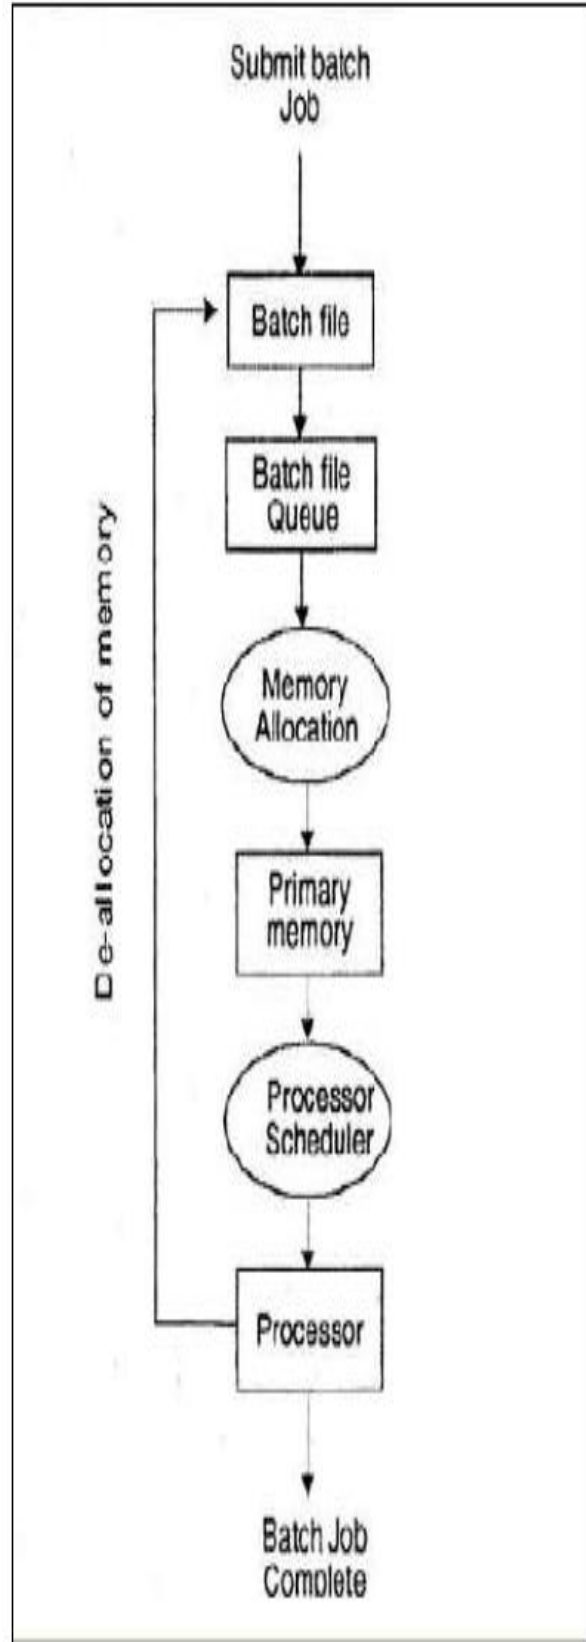 Submit batch
Job
Batch file
Batch file
Queue
Memory
Allocation
De-allocation of memory
Primary
memory
Processor
Scheduler
Processor
Batch Job
Complete